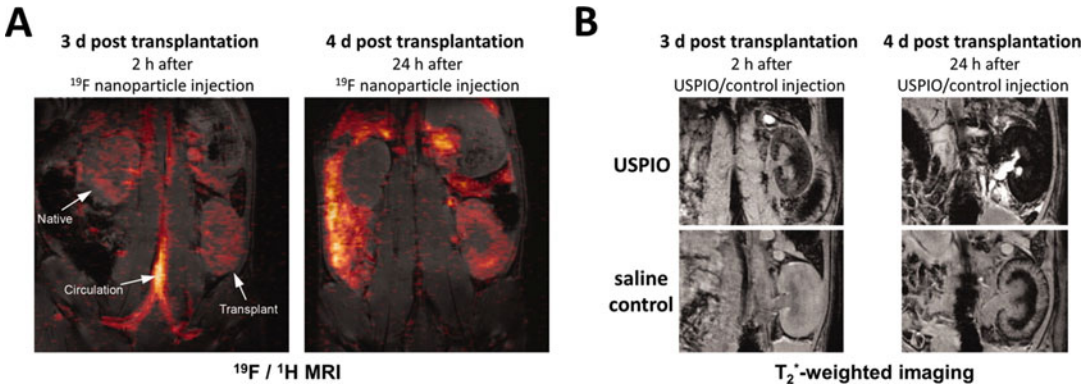 A
3 d post transplantation
2 h after
¹⁹F nanoparticle injection
4 d post transplantation
24 h after
¹⁹F nanoparticle injection
Native
Circulation
Transplant
¹⁹F / ¹H MRI
B
3 d post transplantation
2 h after
USPIO/control injection
4 d post transplantation
24 h after
USPIO/control injection
USPIO
saline
control
T₂*-weighted imaging